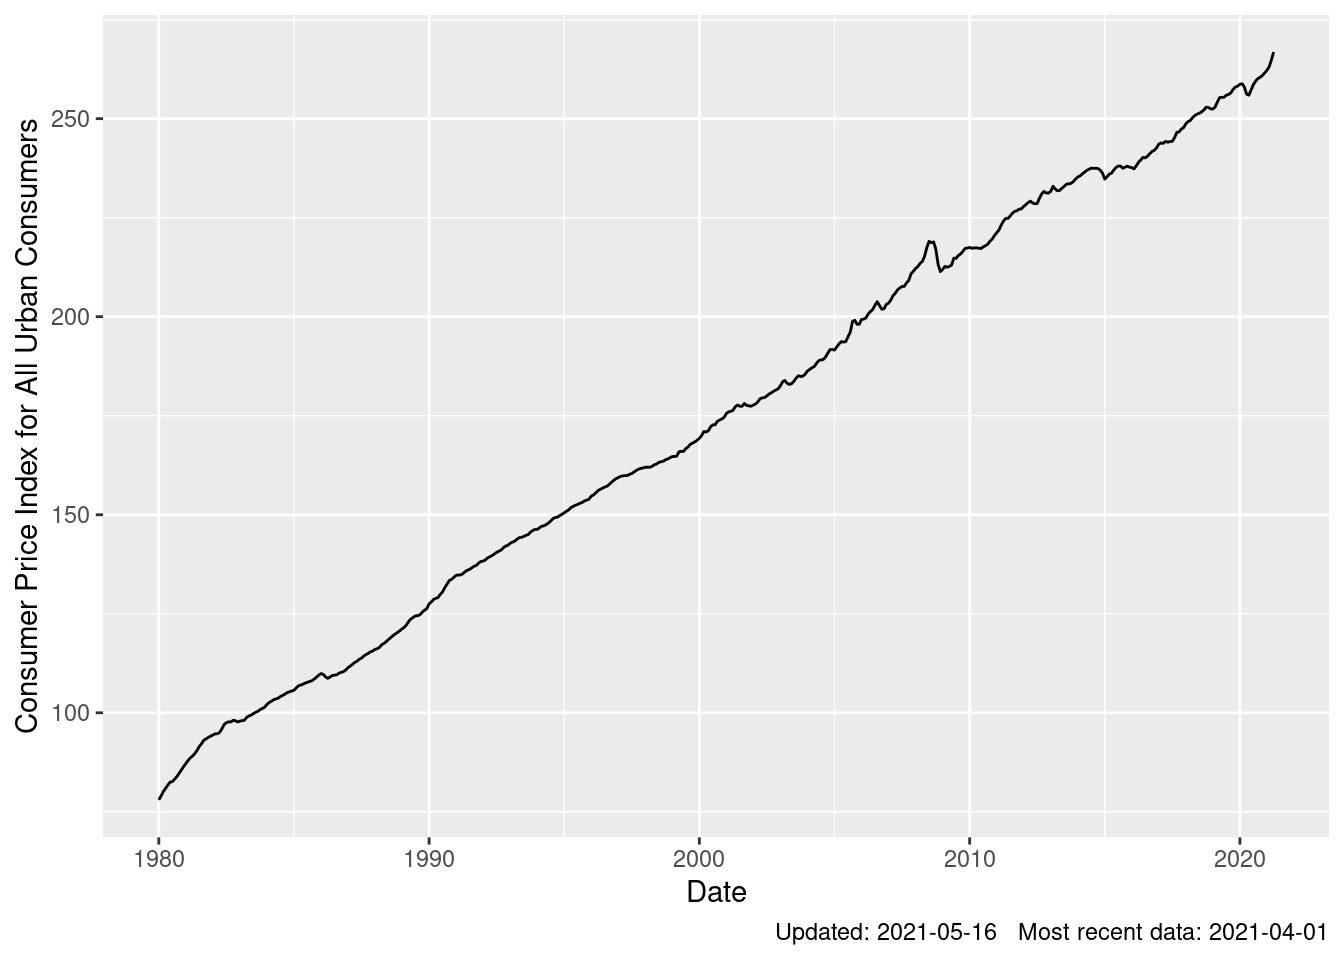 Consumer Price Index for All Urban Consumers
250
200
150
100
1980 1990 2000 2010 2020
Date
Updated: 2021-05-16 Most recent data: 2021-04-01